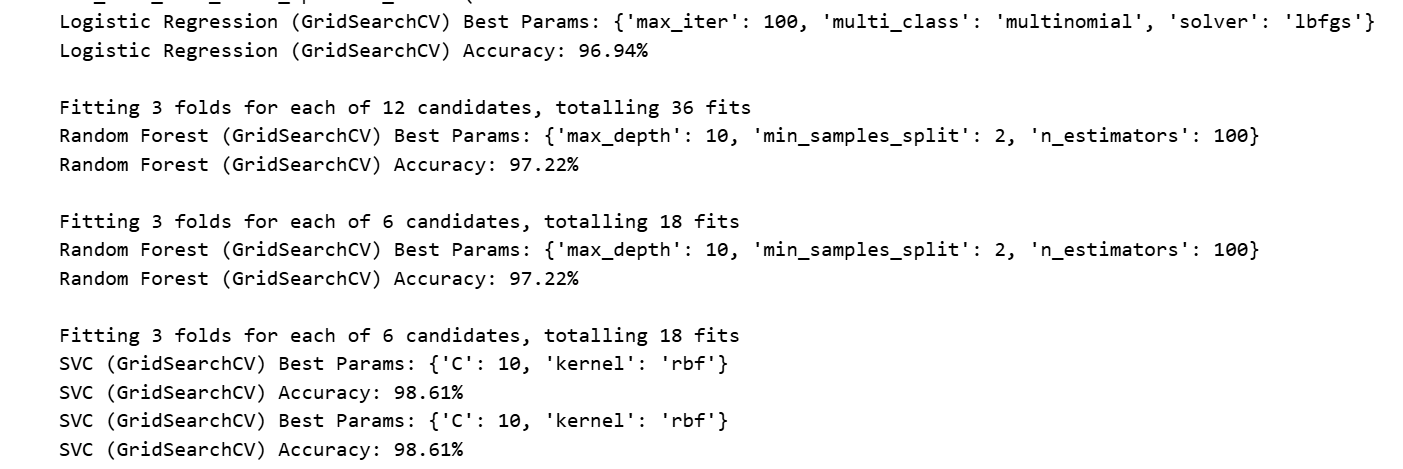 Logistic Regression (GridSearchCV) Best Params: {'max_iter': 100, 'multi_class': 'multinomial', 'solver': 'lbfgs'}
Logistic Regression (GridSearchCV) Accuracy: 96.94%
Fitting 3 folds for each of 12 candidates, totalling 36 fits
Random Forest (GridSearchCV) Best Params: {'max_depth': 10, 'min_samples_split': 2, 'n_estimators': 100}
Random Forest (GridSearchCV) Accuracy: 97.22%
Fitting 3 folds for each of 6 candidates, totalling 18 fits
Random Forest (GridSearchCV) Best Params: {'max_depth': 10, 'min_samples_split': 2, 'n_estimators': 100}
Random Forest (GridSearchCV) Accuracy: 97.22%
Fitting 3 folds for each of 6 candidates, totalling 18 fits
SVC (GridSearchCV) Best Params: {'C': 10, 'kernel': 'rbf'}
SVC (GridSearchCV) Accuracy: 98.61%
SVC (GridSearchCV) Best Params: {'C': 10, 'kernel': 'rbf'}
SVC (GridSearchCV) Accuracy: 98.61%